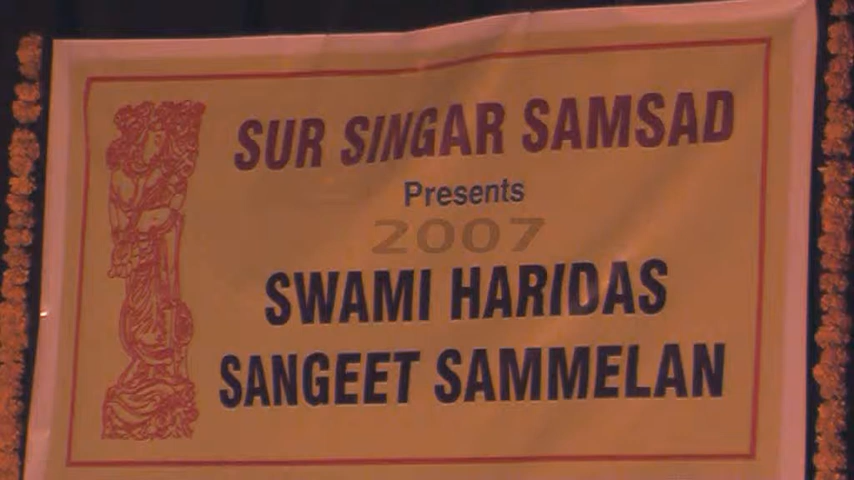 SUR SINGAR SAMSAD
Presents
2007
SWAMI HARIDAS
SANGEET SAMMELAN